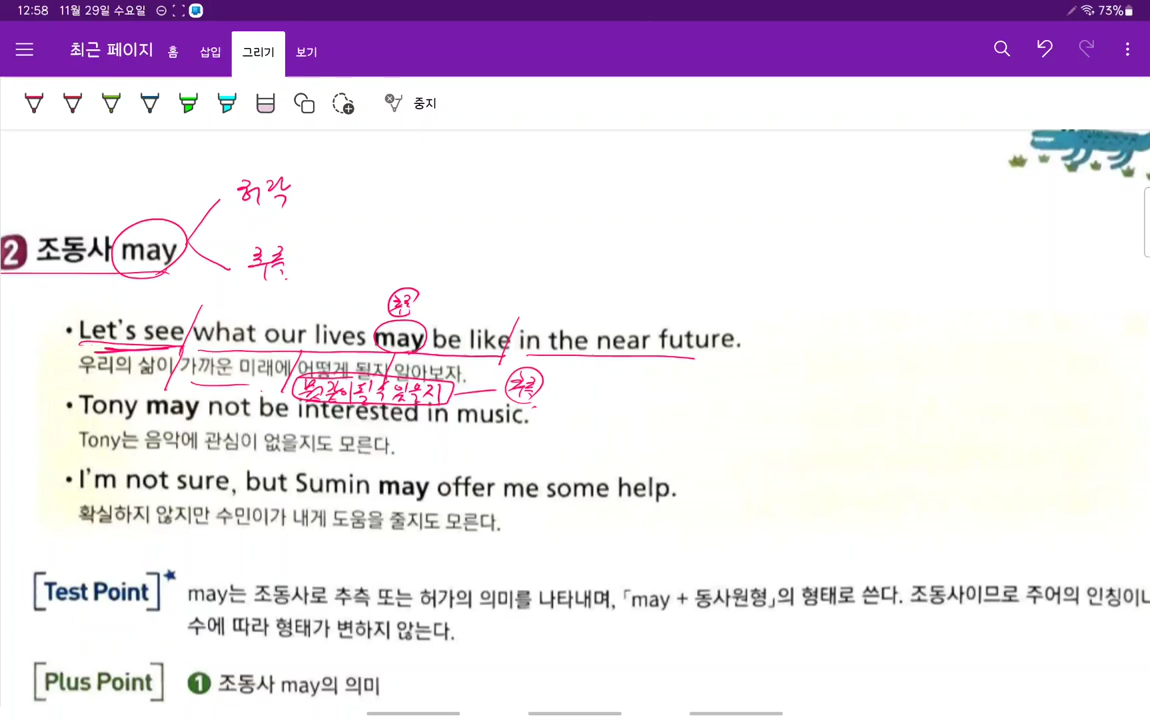 12:58 11월 29일 수요일 73%
최근 페이지 홈 삽입 그리기 보기
중지
허락
2 조동사 may
추측
추측
• Let's see what our lives may be like in the near future.
우리의 삶이 가까운 미래에 어떻게 될지 알아보자.
추측
• Tony may not be interested in music.
Tony는 음악에 관심이 없을지도 모른다.
• I'm not sure, but Sumin may offer me some help.
확실하지 않지만 수민이가 내게 도움을 줄지도 모른다.
[Test Point]★ may는 조동사로 추측 또는 허가의 의미를 나타내며, 「may + 동사원형」의 형태로 쓴다. 조동사이므로 주어의 인칭이나
수에 따라 형태가 변하지 않는다.
[Plus Point] ❶ 조동사 may의 의미